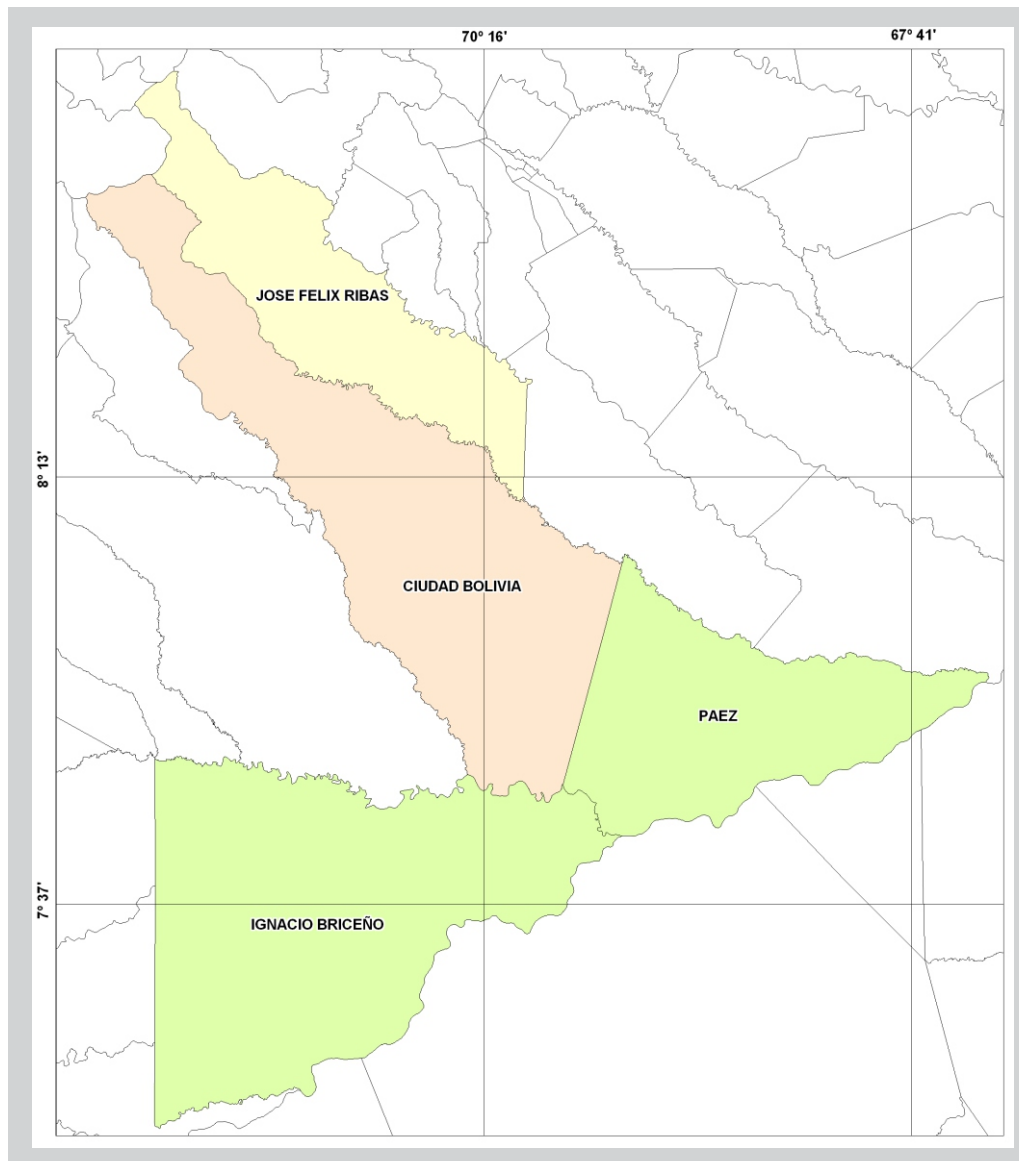 70° 16'
67° 41'
JOSE FELIX RIBAS
8° 13'
CIUDAD BOLIVIA
PAEZ
7° 37'
IGNACIO BRICEÑO